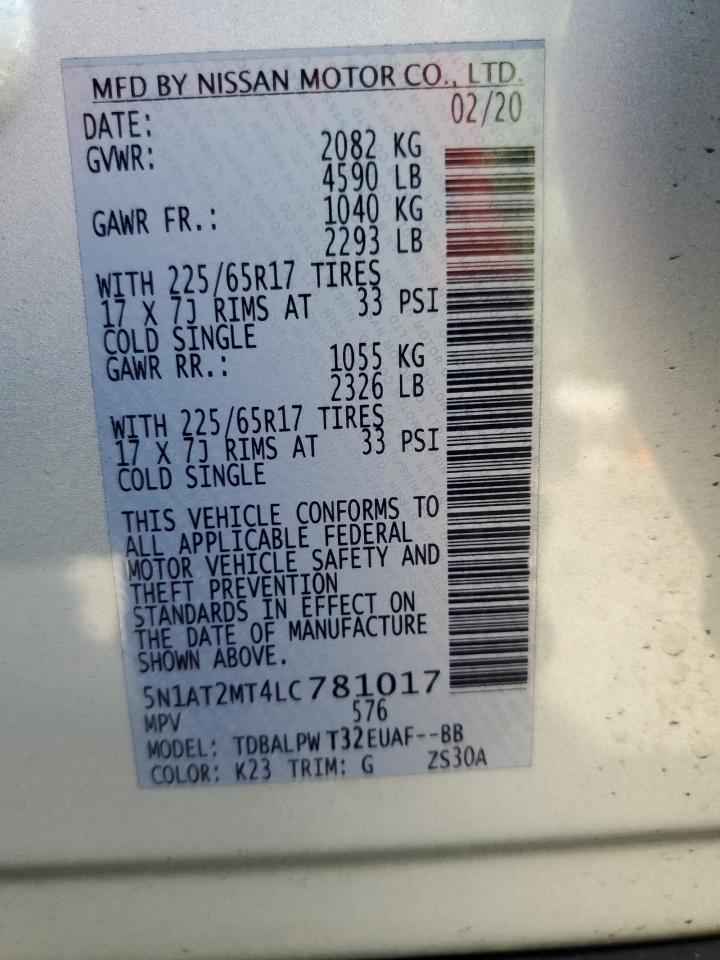 MFD BY NISSAN MOTOR CO., LTD.
DATE: 02/20
GVWR: 2082 KG
4590 LB
GAWR FR.: 1040 KG
2293 LB
WITH 225/65R17 TIRES
17 X 7J RIMS AT 33 PSI
COLD SINGLE
GAWR RR.: 1055 KG
2326 LB
WITH 225/65R17 TIRES
17 X 7J RIMS AT 33 PSI
COLD SINGLE
THIS VEHICLE CONFORMS TO
ALL APPLICABLE FEDERAL
MOTOR VEHICLE SAFETY AND
THEFT PREVENTION
STANDARDS IN EFFECT ON
THE DATE OF MANUFACTURE
SHOWN ABOVE.
5N1AT2MT4LC781017
MPV 576
MODEL: TDBALPW T32EUAF--BB
COLOR: K23 TRIM: G ZS30A